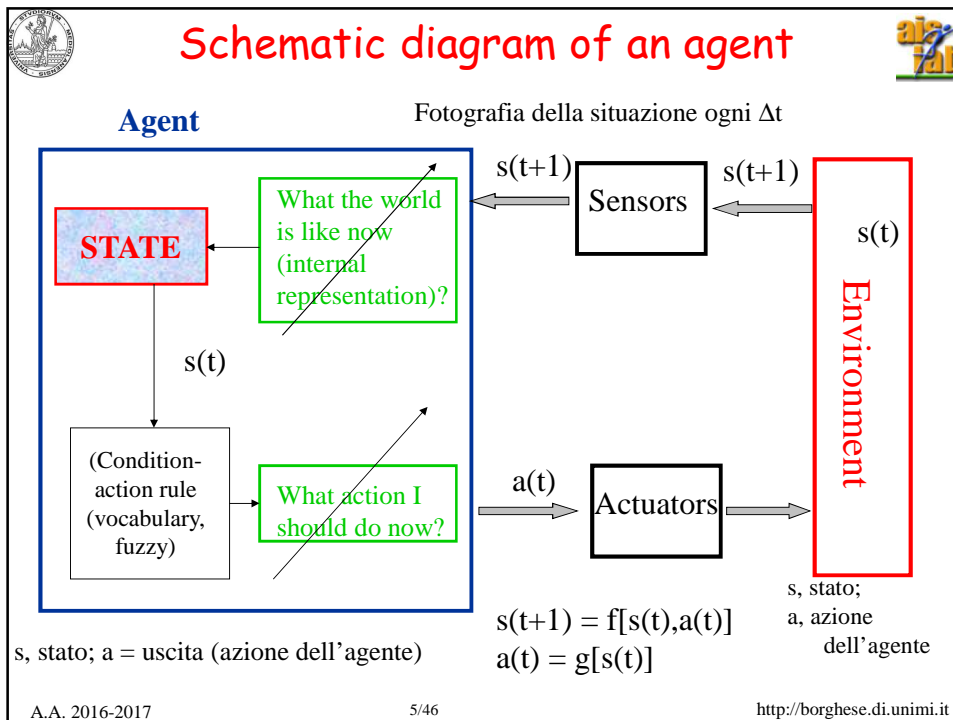 Schematic diagram of an agent
Agent
Fotografia della situazione ogni Δt
What the world
is like now
(internal
representation)?
STATE
s(t)
(Condition-
action rule
(vocabulary,
fuzzy)
What action I
should do now?
s(t+1)
Sensors
s(t+1)
s(t)
Environment
a(t)
Actuators
s(t+1) = f[s(t),a(t)]
a(t) = g[s(t)]
s, stato;
a, azione
dell'agente
s, stato; a = uscita (azione dell'agente)
A.A. 2016-2017
5/46
http://borghese.di.unimi.it